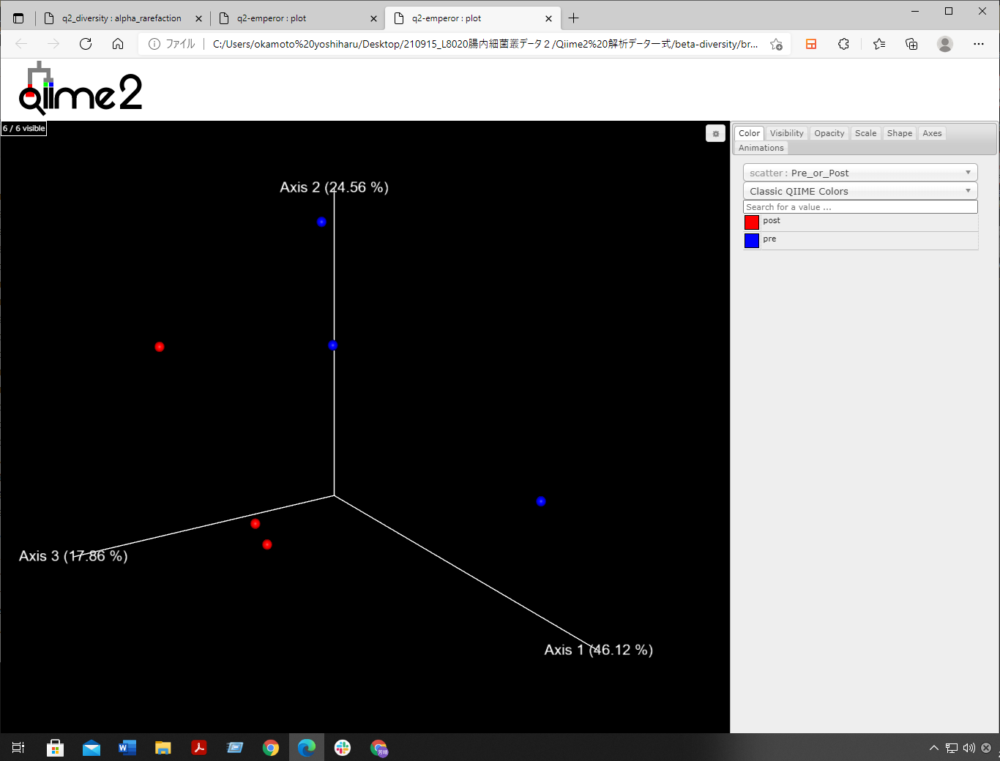 q2_diversity : alpha_rarefaction
q2-emperor : plot
q2-emperor : plot
ファイル
C:/Users/okamoto%20yoshiharu/Desktop/210915_L8020腸内細菌叢データ２/Qiime2%20解析データ一式/beta-diversity/br...
qiime2
6 / 6 visible
Color
Visibility
Opacity
Scale
Shape
Axes
Animations
scatter: Pre_or_Post
Classic QIIME Colors
Search for a value ...
post
pre
Axis 2 (24.56 %)
Axis 3 (17.86 %)
Axis 1 (46.12 %)